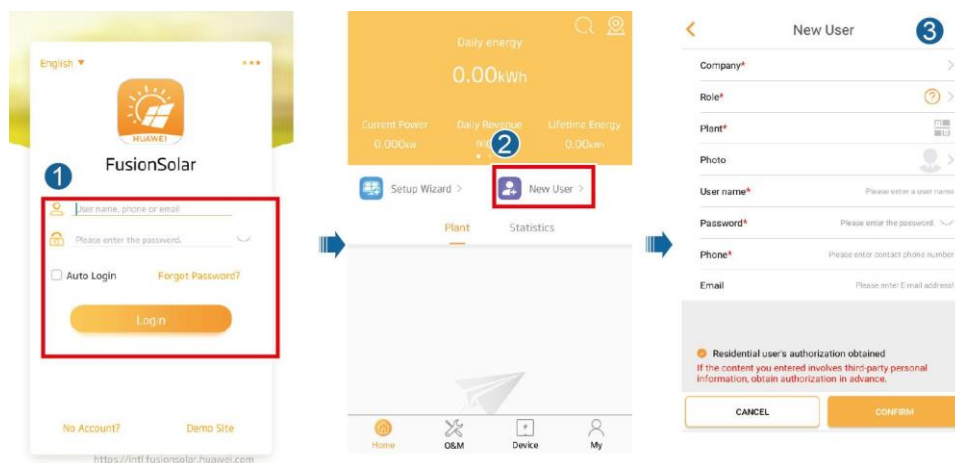 English ▼
HUAWEI
FusionSolar
1
User name, phone or email
Please enter the password.
Auto Login
Forgot Password?
Login
No Account?
Demo Site
https://intl.fusionsolar.huawei.com
Daily energy
0.00kWh
Current Power
Daily Revenue
Lifetime Energy
0.000kW
0.00kWh
2
Setup Wizard >
New User >
Plant
Statistics
Home
O&M
Device
My
New User
3
Company*
Role*
Plant*
Photo
User name*
Please enter a user name
Password*
Please enter the password.
Phone*
Please enter contact phone number
Email
Please enter E-mail address!
Residential user's authorization obtained
If the content you entered involves third-party personal
information, obtain authorization in advance.
CANCEL
CONFIRM